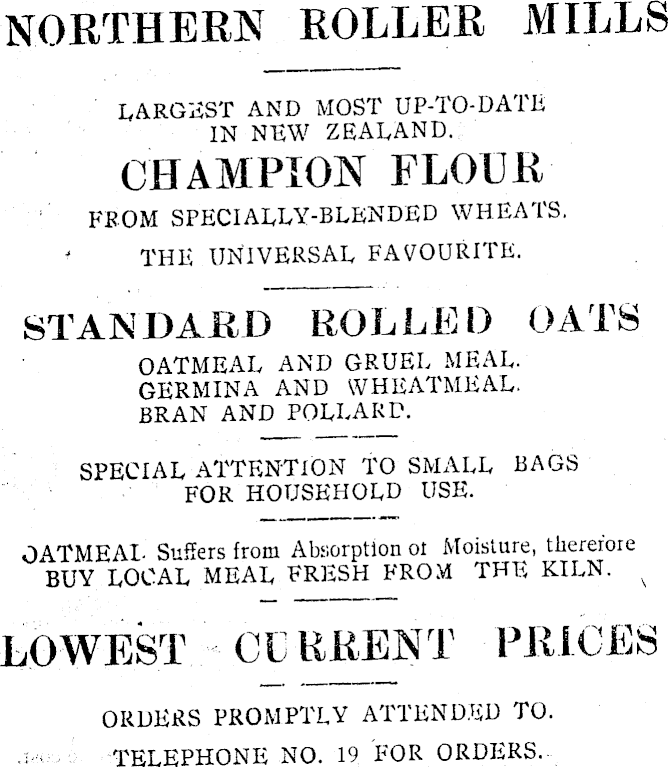 NORTHERN ROLLER MILLS
LARGEST AND MOST UP-TO-DATE
IN NEW ZEALAND.
CHAMPION FLOUR
FROM SPECIALLY-BLENDED WHEATS.
THE UNIVERSAL FAVOURITE.
STANDARD ROLLED OATS
OATMEAL AND GRUEL MEAL.
GERMINA AND WHEATMEAL.
BRAN AND POLLARD.
SPECIAL ATTENTION TO SMALL BAGS
FOR HOUSEHOLD USE.
OATMEAL Suffers from Absorption of Moisture, therefore
BUY LOCAL MEAL FRESH FROM THE KILN.
LOWEST CURRENT PRICES
ORDERS PROMPTLY ATTENDED TO.
TELEPHONE NO. 19 FOR ORDERS.